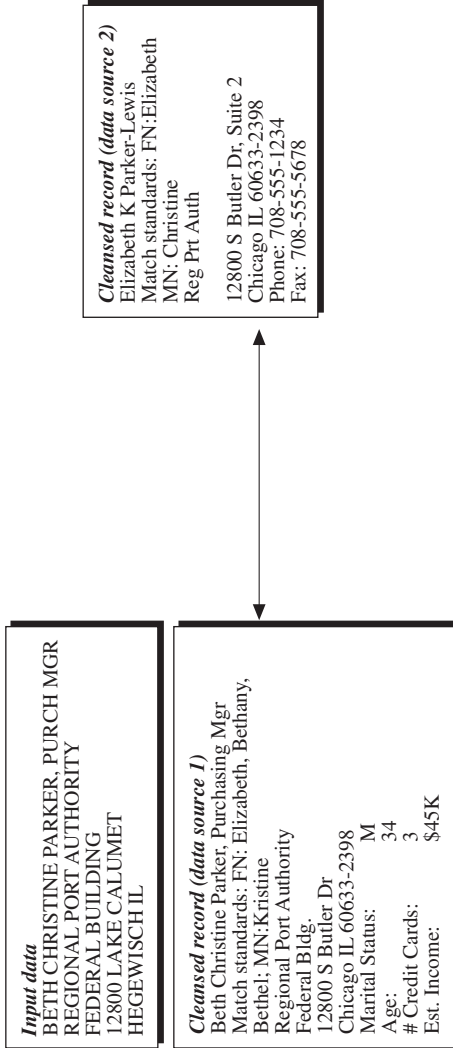 Input data
BETH CHRISTINE PARKER, PURCH MGR
REGIONAL PORT AUTHORITY
FEDERAL BUILDING
12800 LAKE CALUMET
HEGEWISCH IL
Cleansed record (data source 1)
Beth Christine Parker, Purchasing Mgr
Match standards: FN: Elizabeth, Bethany,
Bethel; MN:Kristine
Regional Port Authority
Federal Bldg.
12800 S Butler Dr
Chicago IL 60633-2398
Marital Status: M
Age: 34
# Credit Cards: 3
Est. Income: $45K
Cleansed record (data source 2)
Elizabeth K Parker-Lewis
Match standards: FN:Elizabeth
MN: Christine
Reg Prt Auth
12800 S Butler Dr, Suite 2
Chicago IL 60633-2398
Phone: 708-555-1234
Fax: 708-555-5678